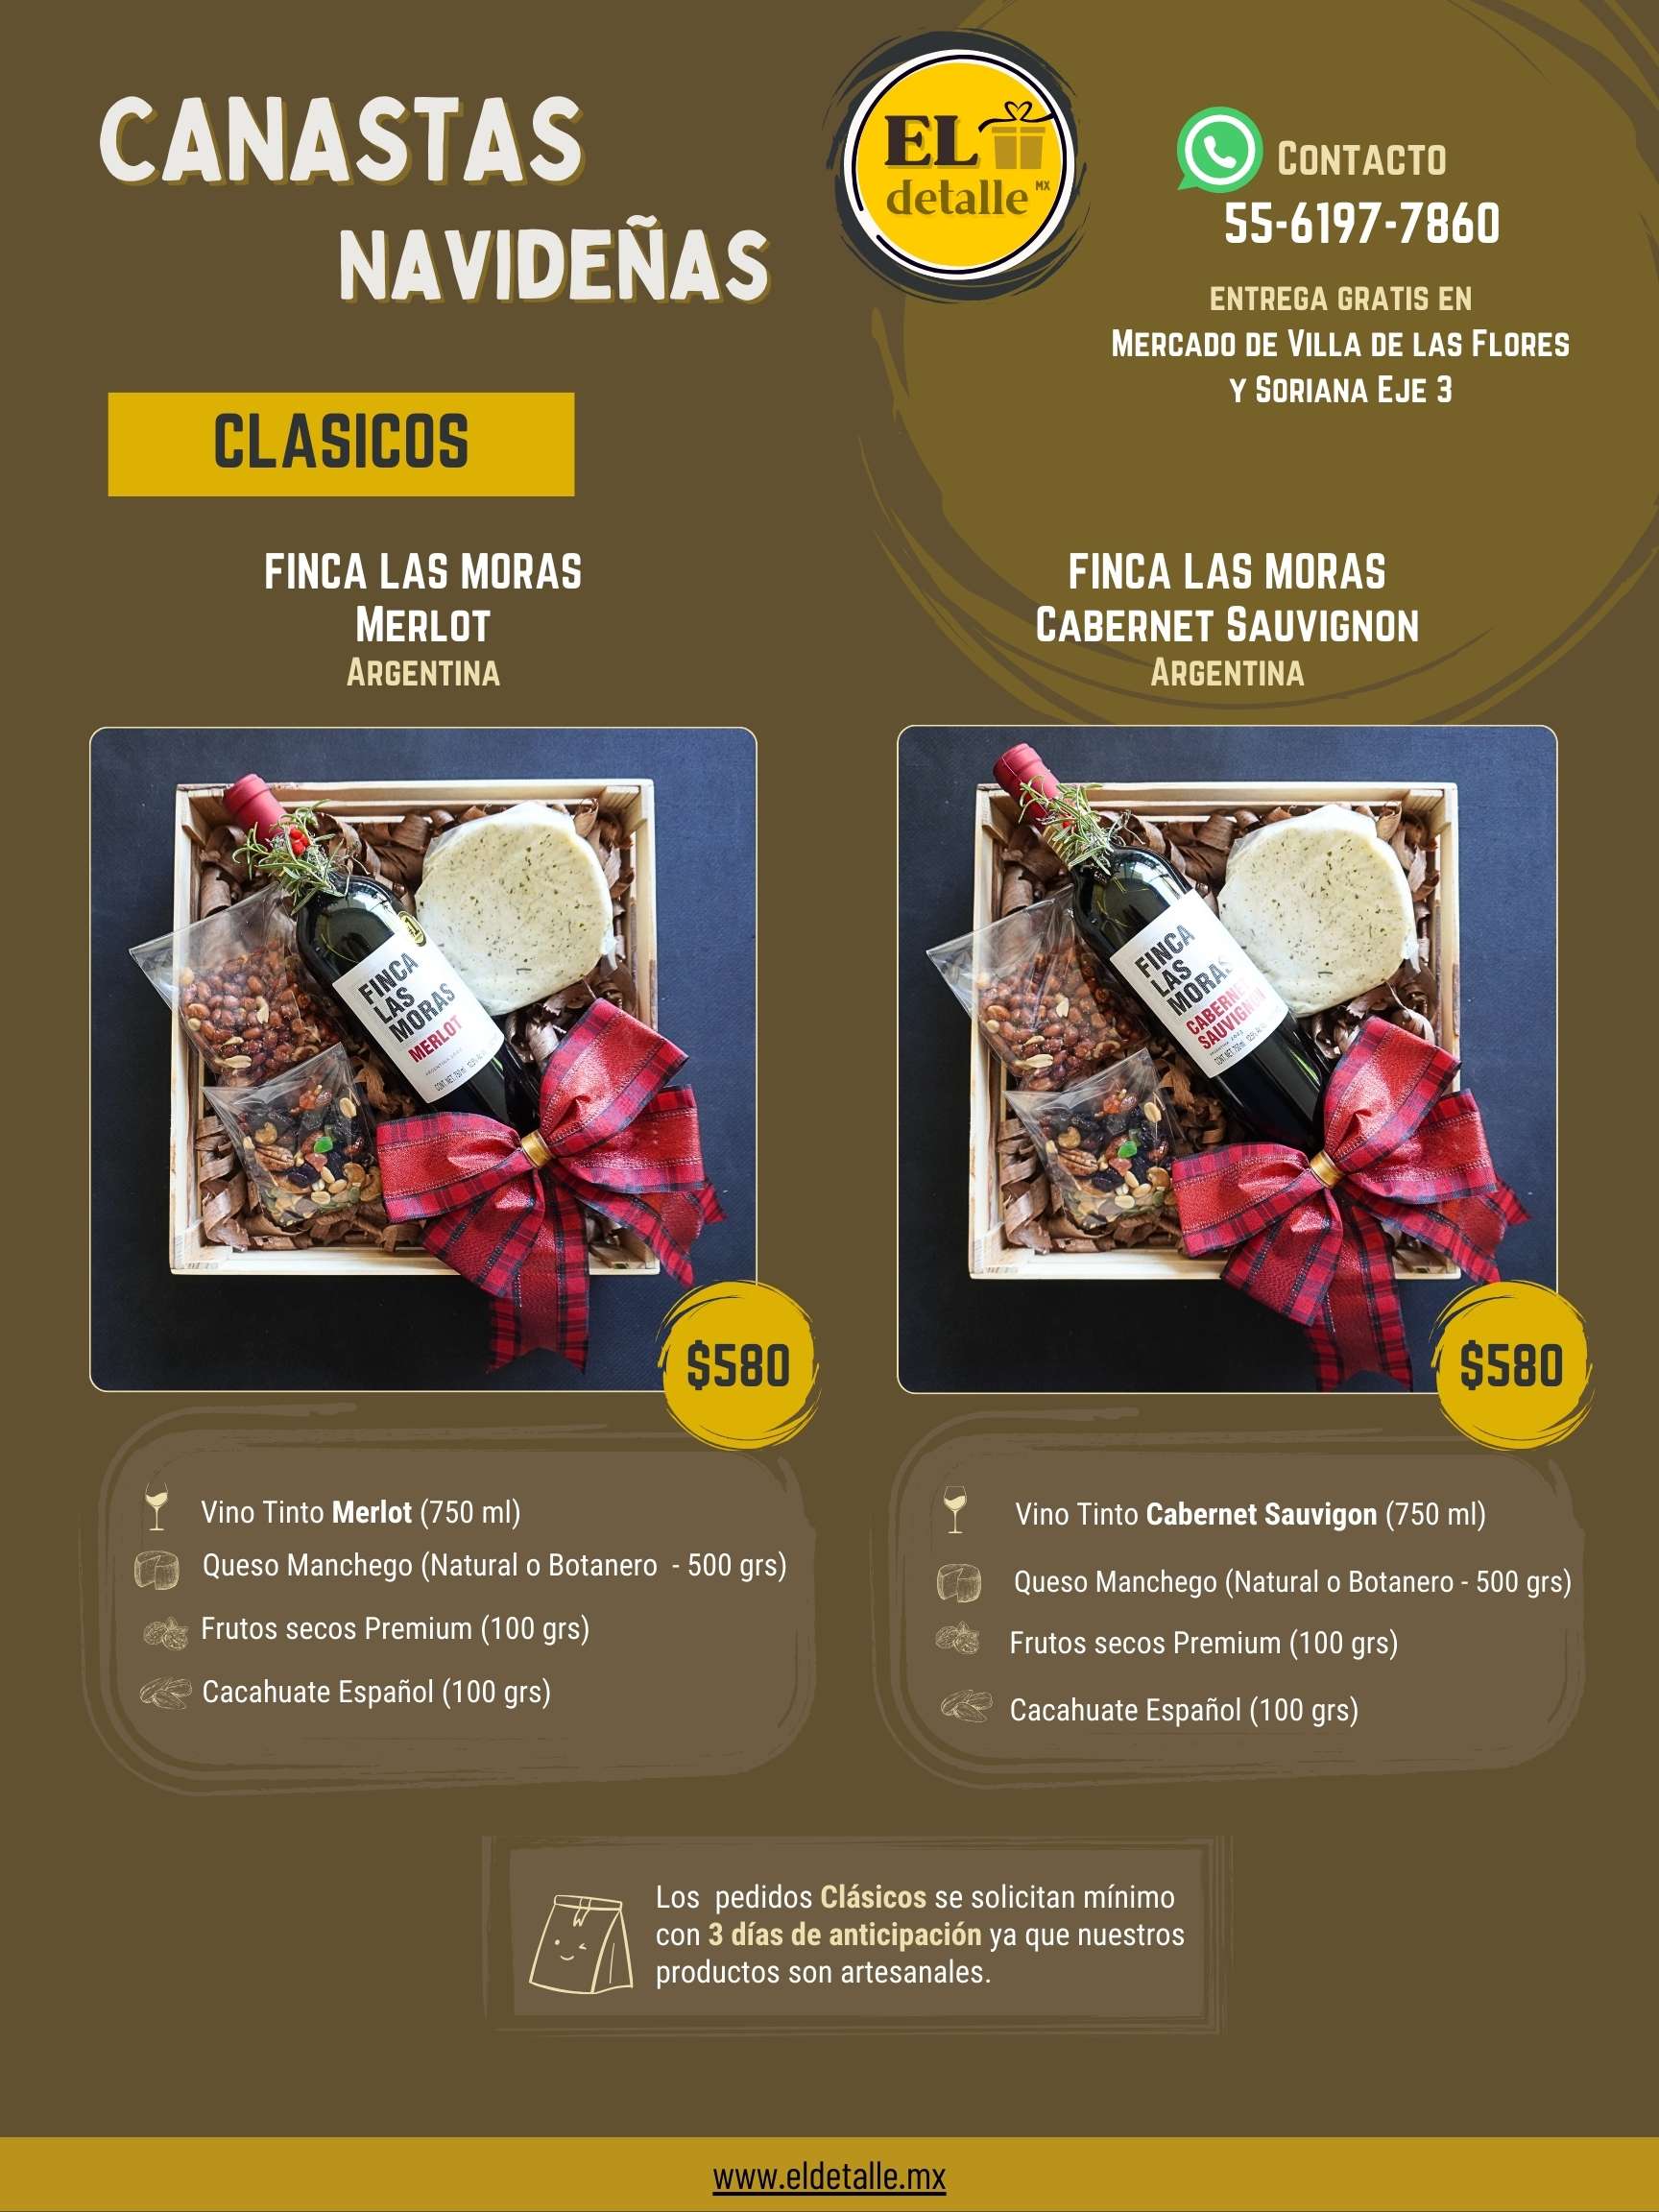 CANASTAS
NAVIDEÑAS
EL
detalle MX
CONTACTO
55-6197-7860
ENTREGA GRATIS EN
MERCADO DE VILLA DE LAS FLORES
Y SORIANA EJE 3
CLASICOS
FINCA LAS MORAS
MERLOT
ARGENTINA
FINCA LAS MORAS
CABERNET SAUVIGNON
ARGENTINA
FINCA
LAS
MORAS
MERLOT
FINCA
LAS
MORAS
CABERNET
SAUVIGNON
$580
$580
Vino Tinto Merlot (750 ml)
Queso Manchego (Natural o Botanero - 500 grs)
Frutos secos Premium (100 grs)
Cacahuate Español (100 grs)
Vino Tinto Cabernet Sauvigon (750 ml)
Queso Manchego (Natural o Botanero - 500 grs)
Frutos secos Premium (100 grs)
Cacahuate Español (100 grs)
Los pedidos Clásicos se solicitan mínimo
con 3 días de anticipación ya que nuestros
productos son artesanales.
www.eldetalle.mx